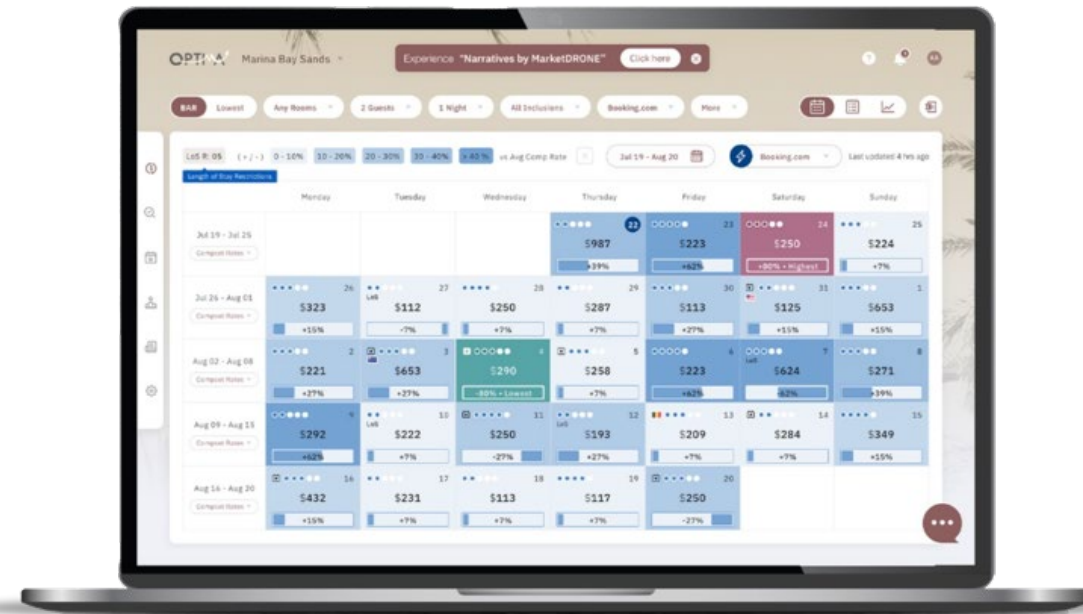 OPTIMA Marina Bay Sands
Experience "Narratives by MarketDRONE" Click here
BAR Lowest Any Rooms 2 Guests 1 Night All Inclusions Booking.com More
LoS R: 05 (+/-) 0 - 10% 10 - 20% 20 - 30% 30 - 40% > 40 % vs Avg Comp Rate Jul 19 - Aug 20 Booking.com Last updated 4 hrs ago
Length of Stay Restrictions
Monday Tuesday Wednesday Thursday Friday Saturday Sunday
22 23 24 25
Jul 19 - Jul 25 $987 $223 $250 $224
Compset Rates +39% +62% +80% • Highest +7%
26 27 28 29 30 31 1
LoS
Jul 26 - Aug 01 $323 $112 $250 $287 $113 $125 $653
Compset Rates +15% -7% +7% +7% +27% +15% +15%
2 3 4 5 6 7 8
LoS
Aug 02 - Aug 08 $221 $653 $290 $258 $223 $624 $271
Compset Rates +27% +27% -80% • Lowest +7% +62% -62% +39%
9 10 11 12 13 14 15
LoS LoS
Aug 09 - Aug 15 $292 $222 $250 $193 $209 $284 $349
Compset Rates +62% +7% -27% +27% +7% +7% +15%
16 17 18 19 20
Aug 16 - Aug 20 $432 $231 $113 $117 $250
Compset Rates +15% +7% +7% +7% -27%